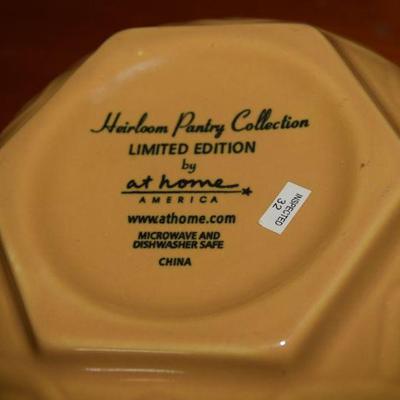 Heirloom Pantry Collection
LIMITED EDITION
by
at home
AMERICA
www.athome.com
MICROWAVE AND
DISHWASHER SAFE
CHINA
INSPECTED
32